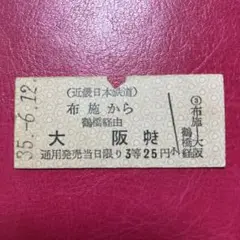 35.-6.12
(近畿日本鉄道)
布施から
鶴橋経由
大阪ゆき
通用発売当日限り3等25円
布施―大阪
鶴橋経